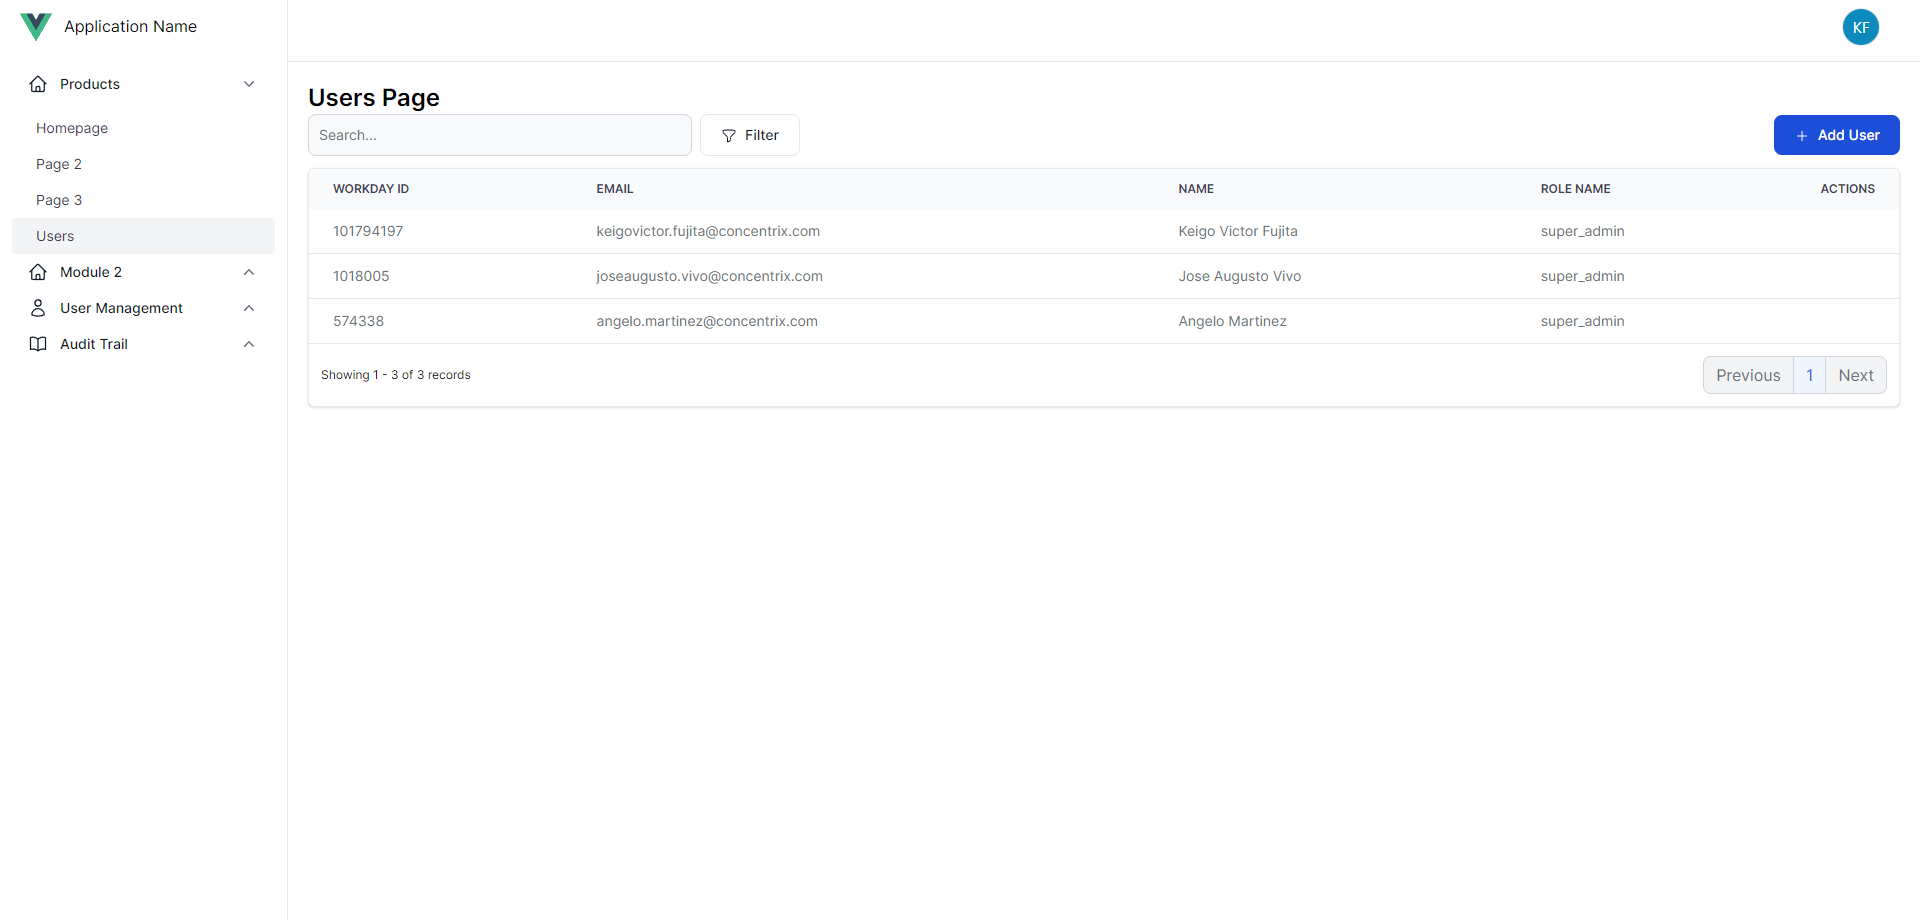 Application Name
KF
Products
Homepage
Page 2
Page 3
Users
Module 2
User Management
Audit Trail
Users Page
Search...
Filter
Add User
WORKDAY ID EMAIL NAME ROLE NAME ACTIONS
101794197 keigovictor.fujita@concentrix.com Keigo Victor Fujita super_admin
1018005 joseaugusto.vivo@concentrix.com Jose Augusto Vivo super_admin
574338 angelo.martinez@concentrix.com Angelo Martinez super_admin
Showing 1 - 3 of 3 records
Previous 1 Next